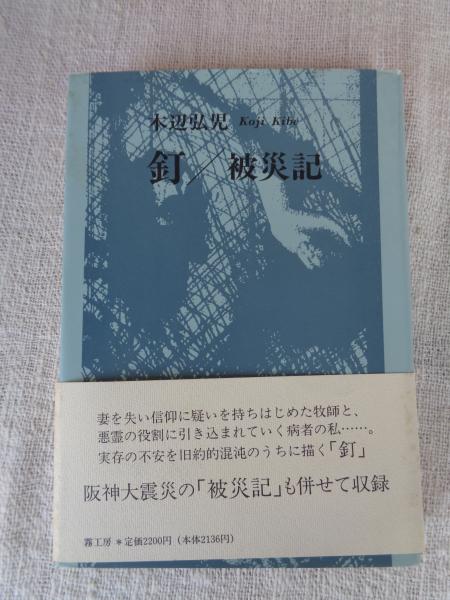 木辺弘児 Koji Kibe
釘/被災記
妻を失い信仰に疑いを持ちはじめた牧師と、
悪霊の役割に引き込まれていく病者の私……。
実存の不安を旧約的混沌のうちに描く「釘」
阪神大震災の「被災記」も併せて収録
霧工房 *定価2200円(本体2136円)